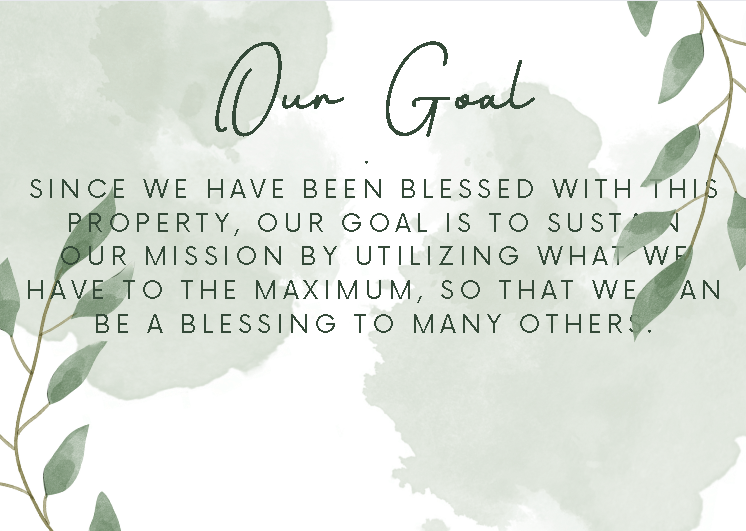 Our Goal
.
SINCE WE HAVE BEEN BLESSED WITH THIS
PROPERTY, OUR GOAL IS TO SUSTAIN
OUR MISSION BY UTILIZING WHAT WE
HAVE TO THE MAXIMUM, SO THAT WE CAN
BE A BLESSING TO MANY OTHERS.